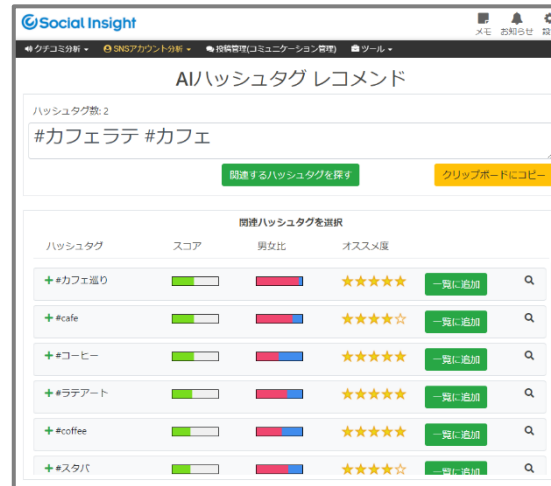 Social Insight
メモ お知らせ 設
クチコミ分析 SNSアカウント分析 投稿管理(コミュニケーション管理) ツール
AIハッシュタグ レコメンド
ハッシュタグ数: 2
#カフェラテ #カフェ
関連するハッシュタグを探す クリップボードにコピー
関連ハッシュタグを選択
ハッシュタグ スコア 男女比 オススメ度
#カフェ巡り 一覧に追加
#cafe 一覧に追加
#コーヒー 一覧に追加
#ラテアート 一覧に追加
#coffee 一覧に追加
#スタバ 一覧に追加